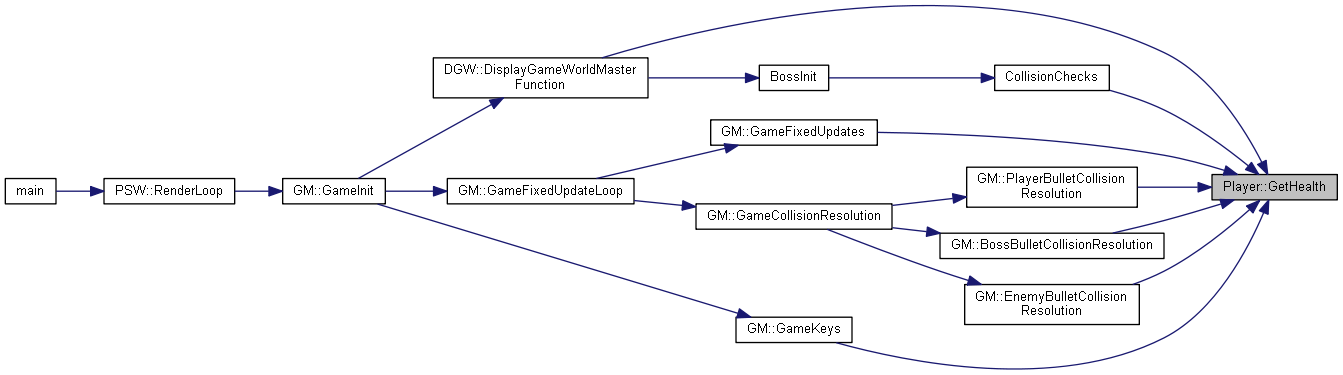 DGW::DisplayGameWorldMaster
Function
BossInit
CollisionChecks
GM::GameFixedUpdates
main
PSW::RenderLoop
GM::GameInit
GM::GameFixedUpdateLoop
GM::PlayerBulletCollision
Resolution
Player::GetHealth
GM::GameCollisionResolution
GM::BossBulletCollisionResolution
GM::EnemyBulletCollision
Resolution
GM::GameKeys